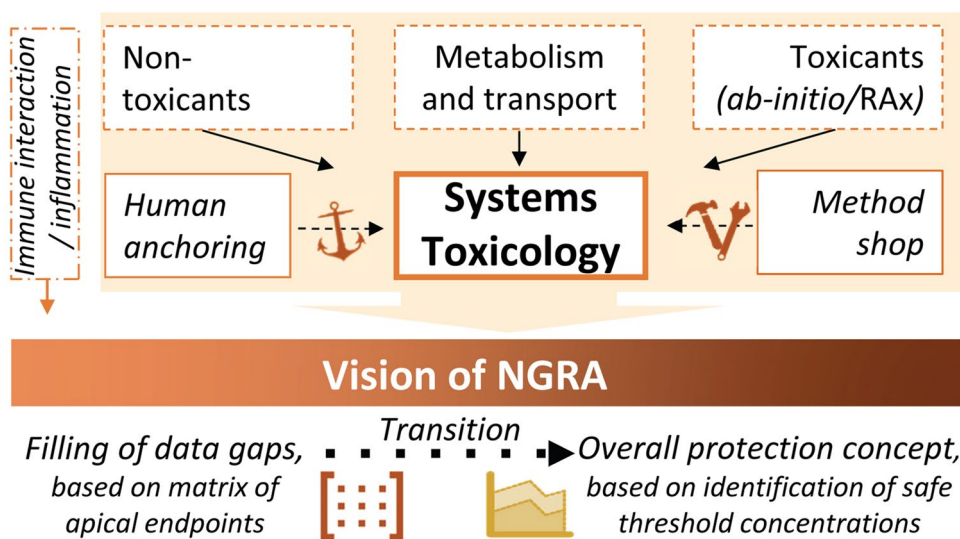 Immune interaction
/ inflammation
Non-
toxicants
Metabolism
and transport
Toxicants
(ab-initio/RAx)
Human
anchoring
Systems
Toxicology
Method
shop
Vision of NGRA
Filling of data gaps,
based on matrix of
apical endpoints
Transition
Overall protection concept,
based on identification of safe
threshold concentrations